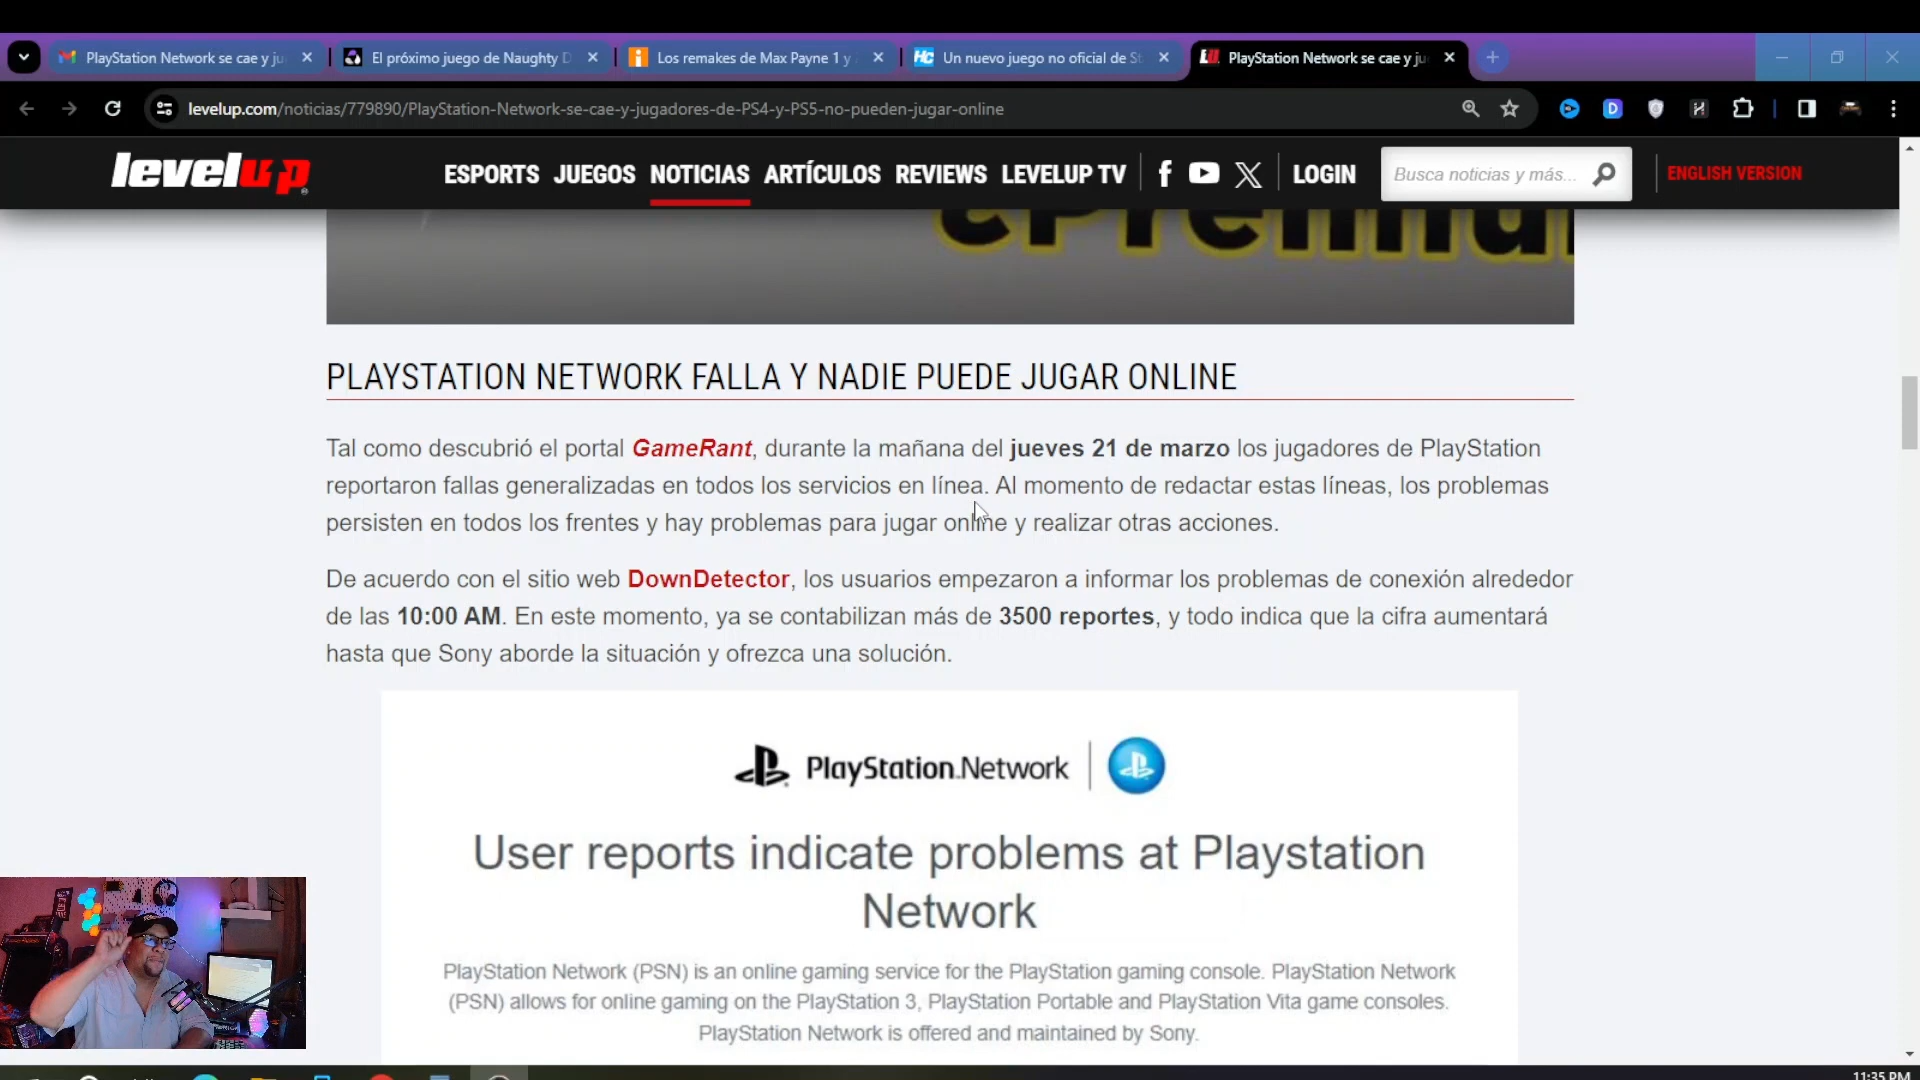 PlayStation Network se cae y ju
El próximo juego de Naughty D
Los remakes de Max Payne 1 y
Un nuevo juego no oficial de St
PlayStation Network se cae y ju
levelup.com/noticias/779890/PlayStation-Network-se-cae-y-jugadores-de-PS4-y-PS5-no-pueden-jugar-online
levelup
ESPORTS JUEGOS NOTICIAS ARTÍCULOS REVIEWS LEVELUP TV
LOGIN
Busca noticias y más...
ENGLISH VERSION
PLAYSTATION NETWORK FALLA Y NADIE PUEDE JUGAR ONLINE
Tal como descubrió el portal GameRant, durante la mañana del jueves 21 de marzo los jugadores de PlayStation
reportaron fallas generalizadas en todos los servicios en línea. Al momento de redactar estas líneas, los problemas
persisten en todos los frentes y hay problemas para jugar online y realizar otras acciones.
De acuerdo con el sitio web DownDetector, los usuarios empezaron a informar los problemas de conexión alrededor
de las 10:00 AM. En este momento, ya se contabilizan más de 3500 reportes, y todo indica que la cifra aumentará
hasta que Sony aborde la situación y ofrezca una solución.
PlayStation.Network
User reports indicate problems at Playstation
Network
PlayStation Network (PSN) is an online gaming service for the PlayStation gaming console. PlayStation Network
(PSN) allows for online gaming on the PlayStation 3, PlayStation Portable and PlayStation Vita game consoles.
PlayStation Network is offered and maintained by Sony.
11:35 PM